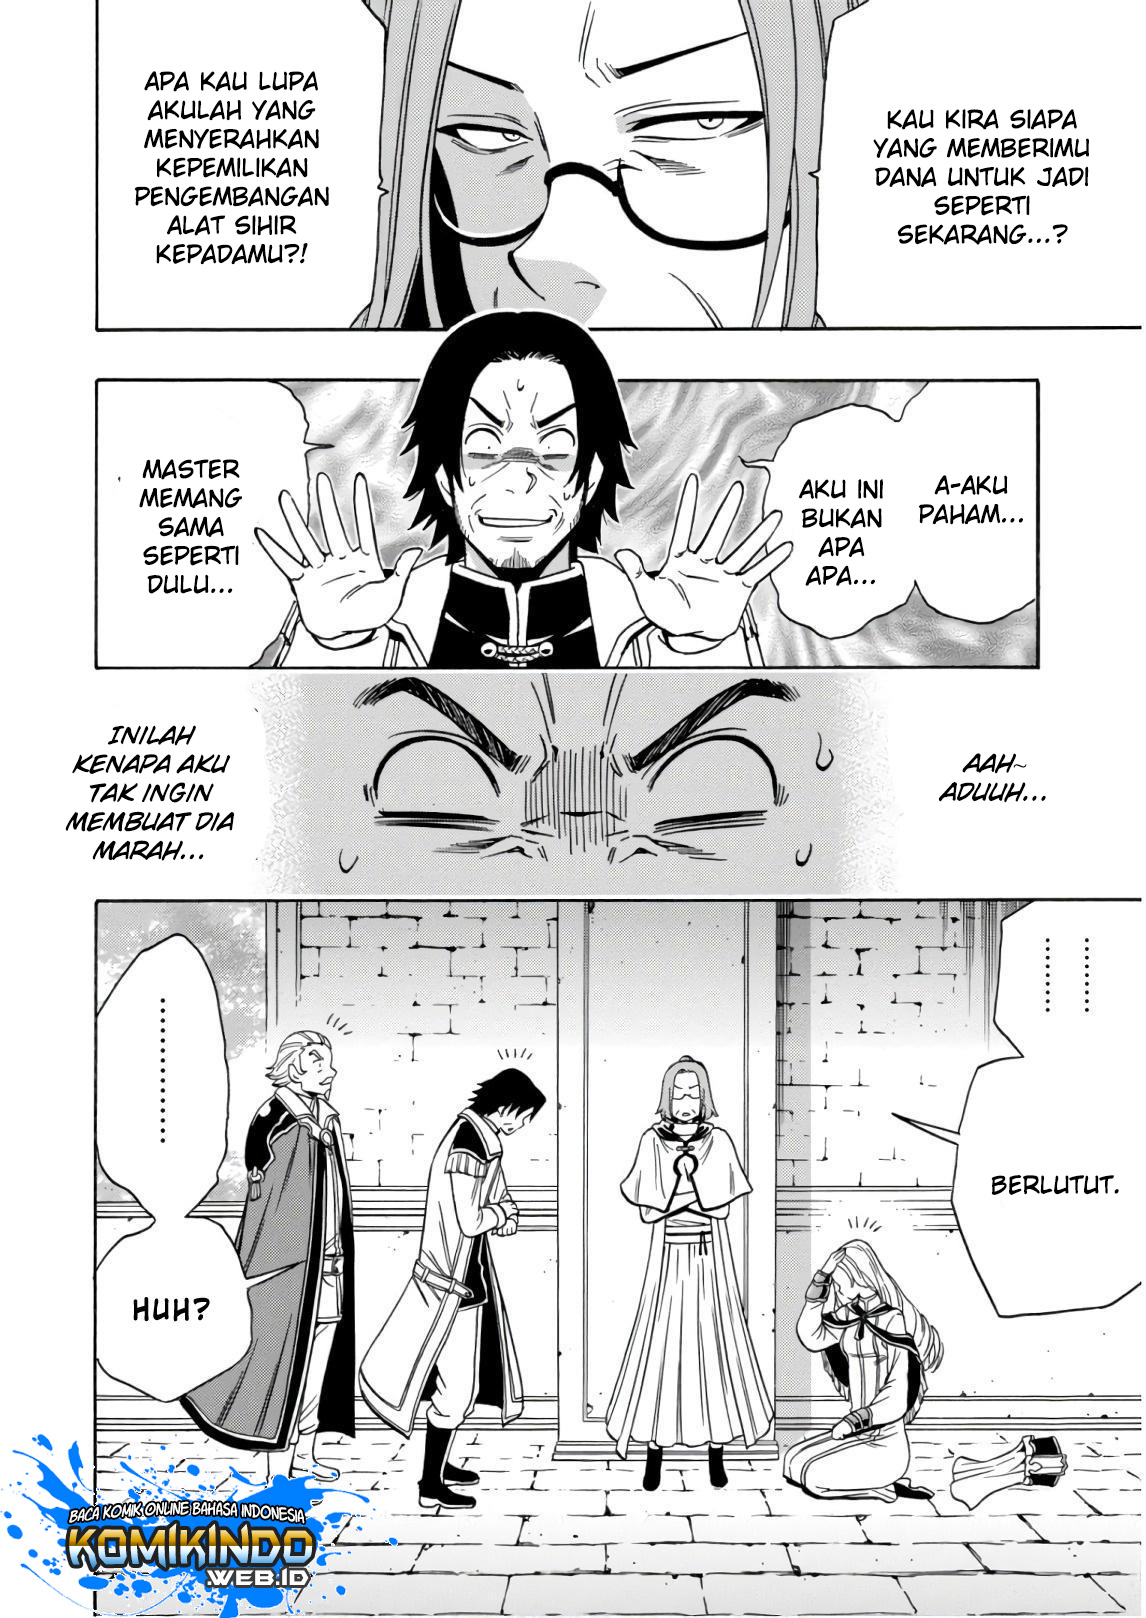 KAU KIRA SIAPA
YANG MEMBERIMU
DANA UNTUK JADI
SEPERTI
SEKARANG...?
APA KAU LUPA
AKULAH YANG
MENYERAHKAN
KEPEMILIKAN
PENGEMBANGAN
ALAT SIHIR
KEPADAMU?!
A-AKU
PAHAM...
AKU INI
BUKAN
APA
APA...
MASTER
MEMANG
SAMA
SEPERTI
DULU...
AAH~
ADUUH...
INILAH
KENAPA AKU
TAK INGIN
MEMBUAT DIA
MARAH...
BERLUTUT.
HUH?
BACA KOMIK ONLINE BAHASA INDONESIA
KOMIKINDO
WEB.ID